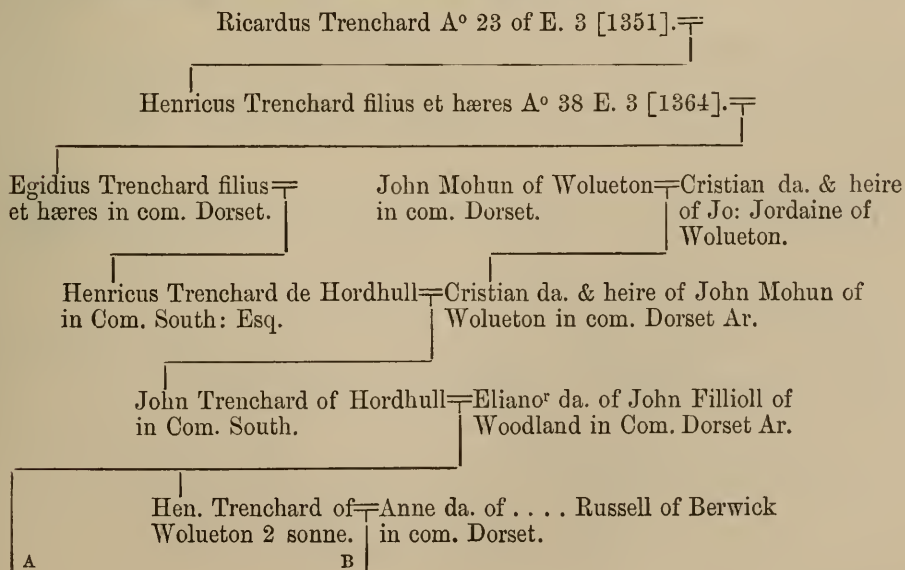 Ricardus Trenchard Aº 23 of E. 3 [1351].
Henricus Trenchard filius et hæres Aº 38 E. 3 [1364].
Egidius Trenchard filius
et hæres in com. Dorset.
John Mohun of Wolueton
in com. Dorset.
Cristian da. & heire
of Jo: Jordaine of
Wolueton.
Henricus Trenchard de Hordhull
in Com. South: Esq.
Cristian da. & heire of John Mohun of
Wolueton in com. Dorset Ar.
John Trenchard of Hordhull
in Com. South.
Elianoʳ da. of John Fillioll of
Woodland in Com. Dorset Ar.
Hen. Trenchard of
Wolueton 2 sonne.
Anne da. of . . . . Russell of Berwick
in com. Dorset.
A
B